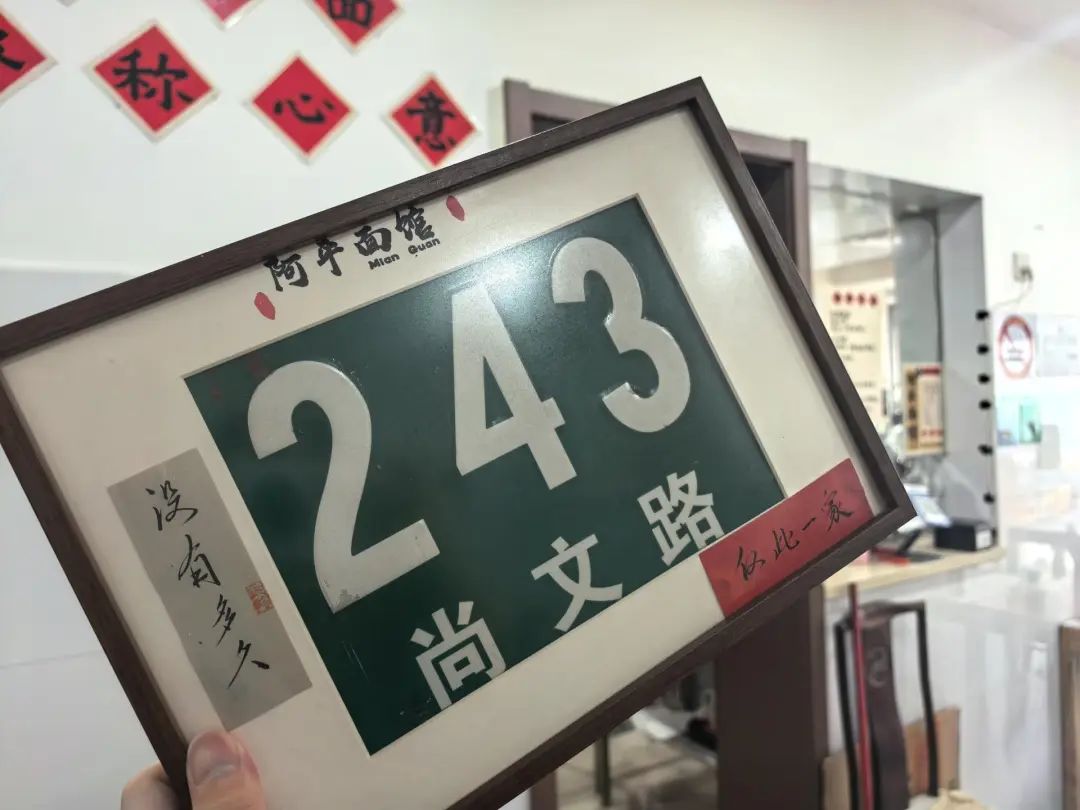 称
心
意
阿平面馆
Mian Guan
243
尚文路
没有多久
仅此一家